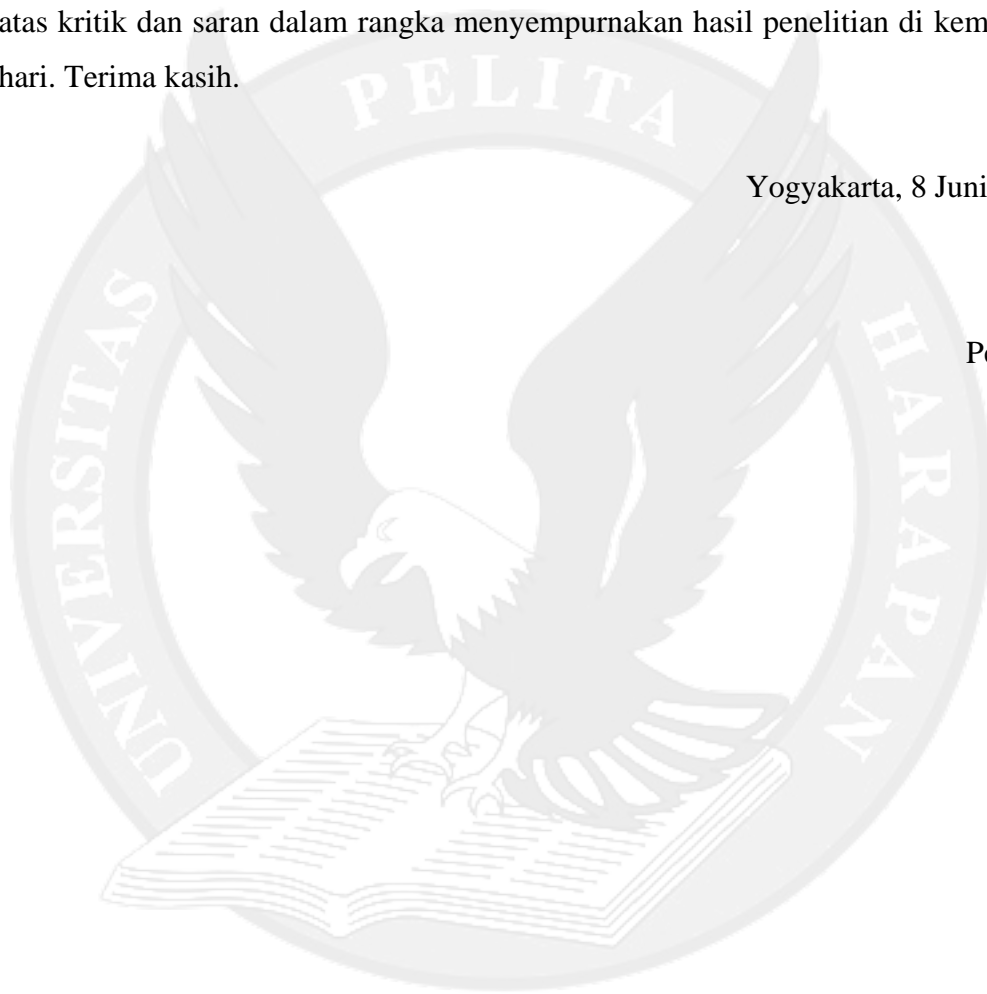 atas kritik dan saran dalam rangka menyempurnakan hasil penelitian di kem
hari. Terima kasih.
Yogyakarta, 8 Juni
UNIVERSITAS PELITA HARAPAN